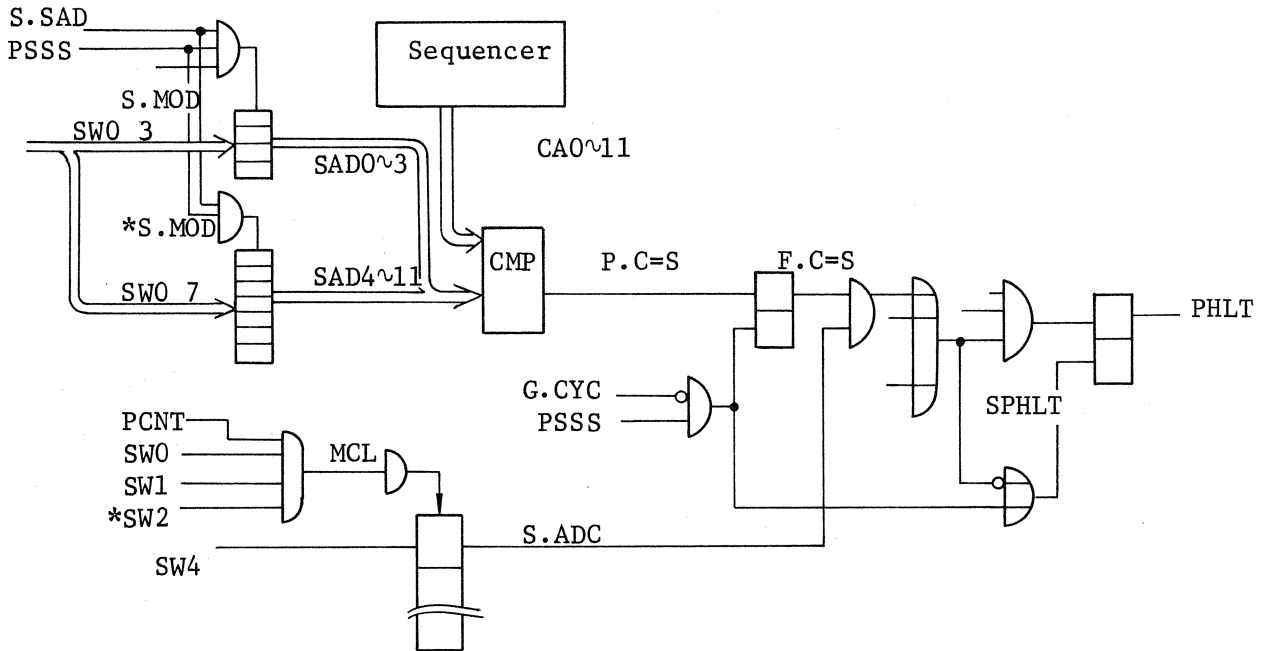 S.SAD
PSSS
Sequencer
S.MOD
SW0 3
CA0~11
SAD0~3
*S.MOD
CMP
P.C=S
F.C=S
SAD4~11
SW0 7
PHLT
G.CYC
PSSS
SPHLT
PCNT
SW0
MCL
SW1
*SW2
S.ADC
SW4